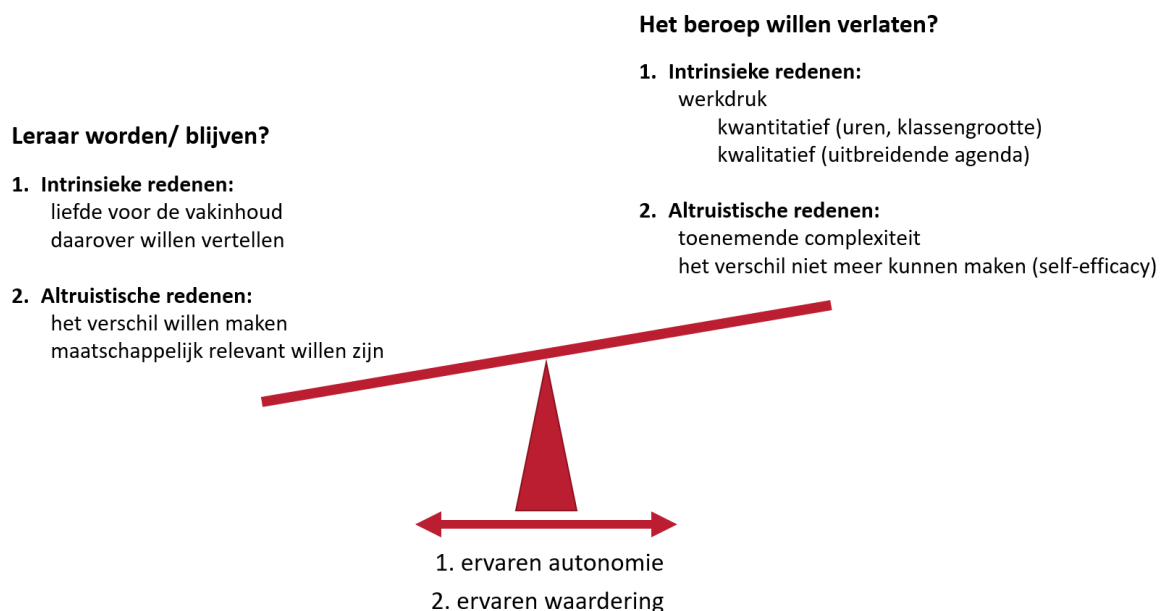 Het beroep willen verlaten?
1. Intrinsieke redenen:
werkdruk
kwantitatief (uren, klassengrootte)
kwalitatief (uitbreidende agenda)
2. Altruistische redenen:
toenemende complexiteit
het verschil niet meer kunnen maken (self-efficacy)
Leraar worden/ blijven?
1. Intrinsieke redenen:
liefde voor de vakinhoud
daarover willen vertellen
2. Altruistische redenen:
het verschil willen maken
maatschappelijk relevant willen zijn
1. ervaren autonomie
2. ervaren waardering